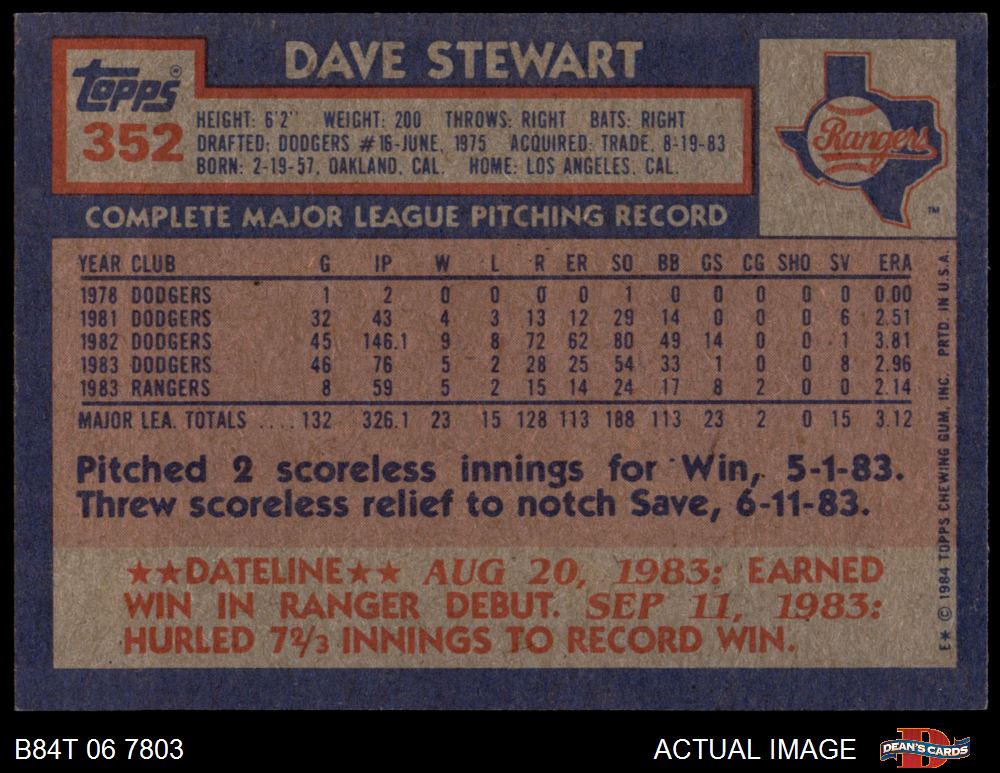 DAVE STEWART
Topps®
352
HEIGHT: 6'2" WEIGHT: 200 THROWS: RIGHT BATS: RIGHT
DRAFTED: DODGERS #16-JUNE, 1975 ACQUIRED: TRADE, 8-19-83
BORN: 2-19-57, OAKLAND, CAL. HOME: LOS ANGELES, CAL.
Rangers
™
COMPLETE MAJOR LEAGUE PITCHING RECORD
YEAR CLUB G IP W L R ER SO BB GS CG SHO SV ERA
1978 DODGERS 1 2 0 0 0 0 1 0 0 0 0 0 0.00
1981 DODGERS 32 43 4 3 13 12 29 14 0 0 0 6 2.51
1982 DODGERS 45 146.1 9 8 72 62 80 49 14 0 0 1 3.81
1983 DODGERS 46 76 5 2 28 25 54 33 1 0 0 8 2.96
1983 RANGERS 8 59 5 2 15 14 24 17 8 2 0 0 2.14
MAJOR LEA. TOTALS .... 132 326.1 23 15 128 113 188 113 23 2 0 15 3.12
Pitched 2 scoreless innings for Win, 5-1-83.
Threw scoreless relief to notch Save, 6-11-83.
★★DATELINE★★ AUG 20, 1983: EARNED
WIN IN RANGER DEBUT. SEP 11, 1983:
HURLED 7⅔ INNINGS TO RECORD WIN.
E* © 1984 TOPPS CHEWING GUM, INC. PRTD. IN U.S.A.
B84T 06 7803
ACTUAL IMAGE
D
DEAN'S CARDS